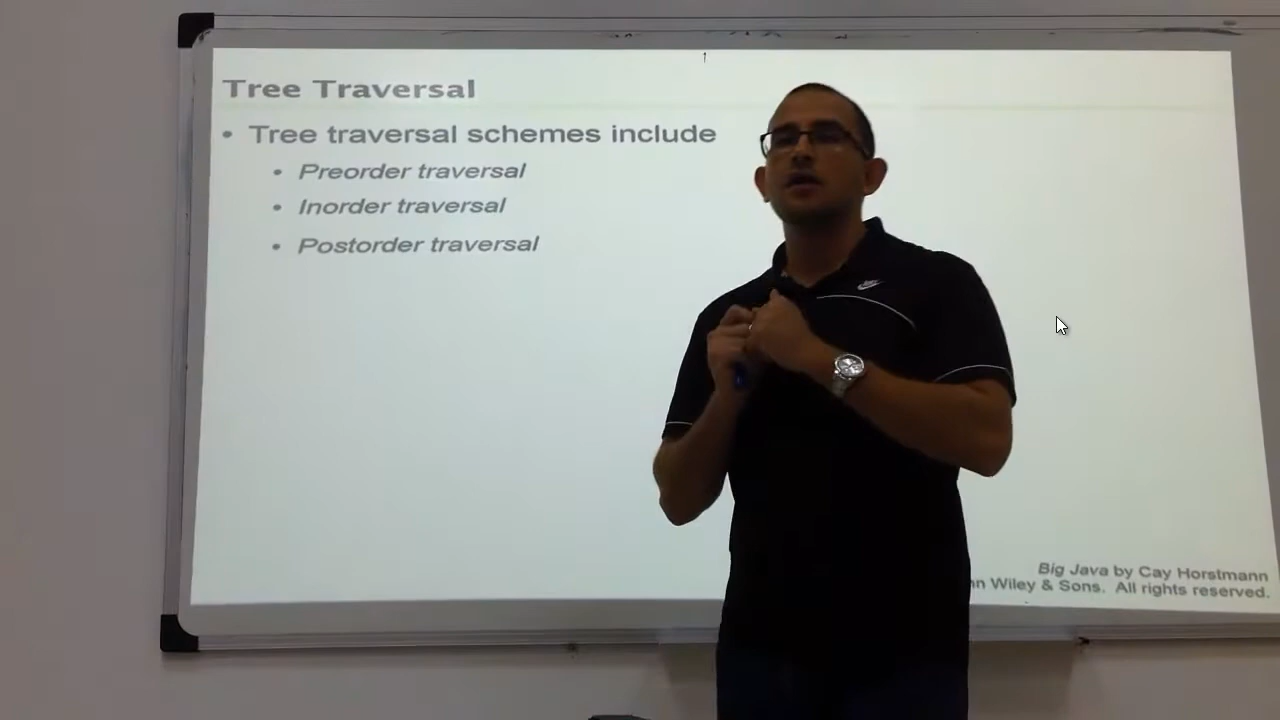 Tree Traversal
• Tree traversal schemes include
• Preorder traversal
• Inorder traversal
• Postorder traversal
Big Java by Cay Horstmann
Wiley & Sons. All rights reserved.